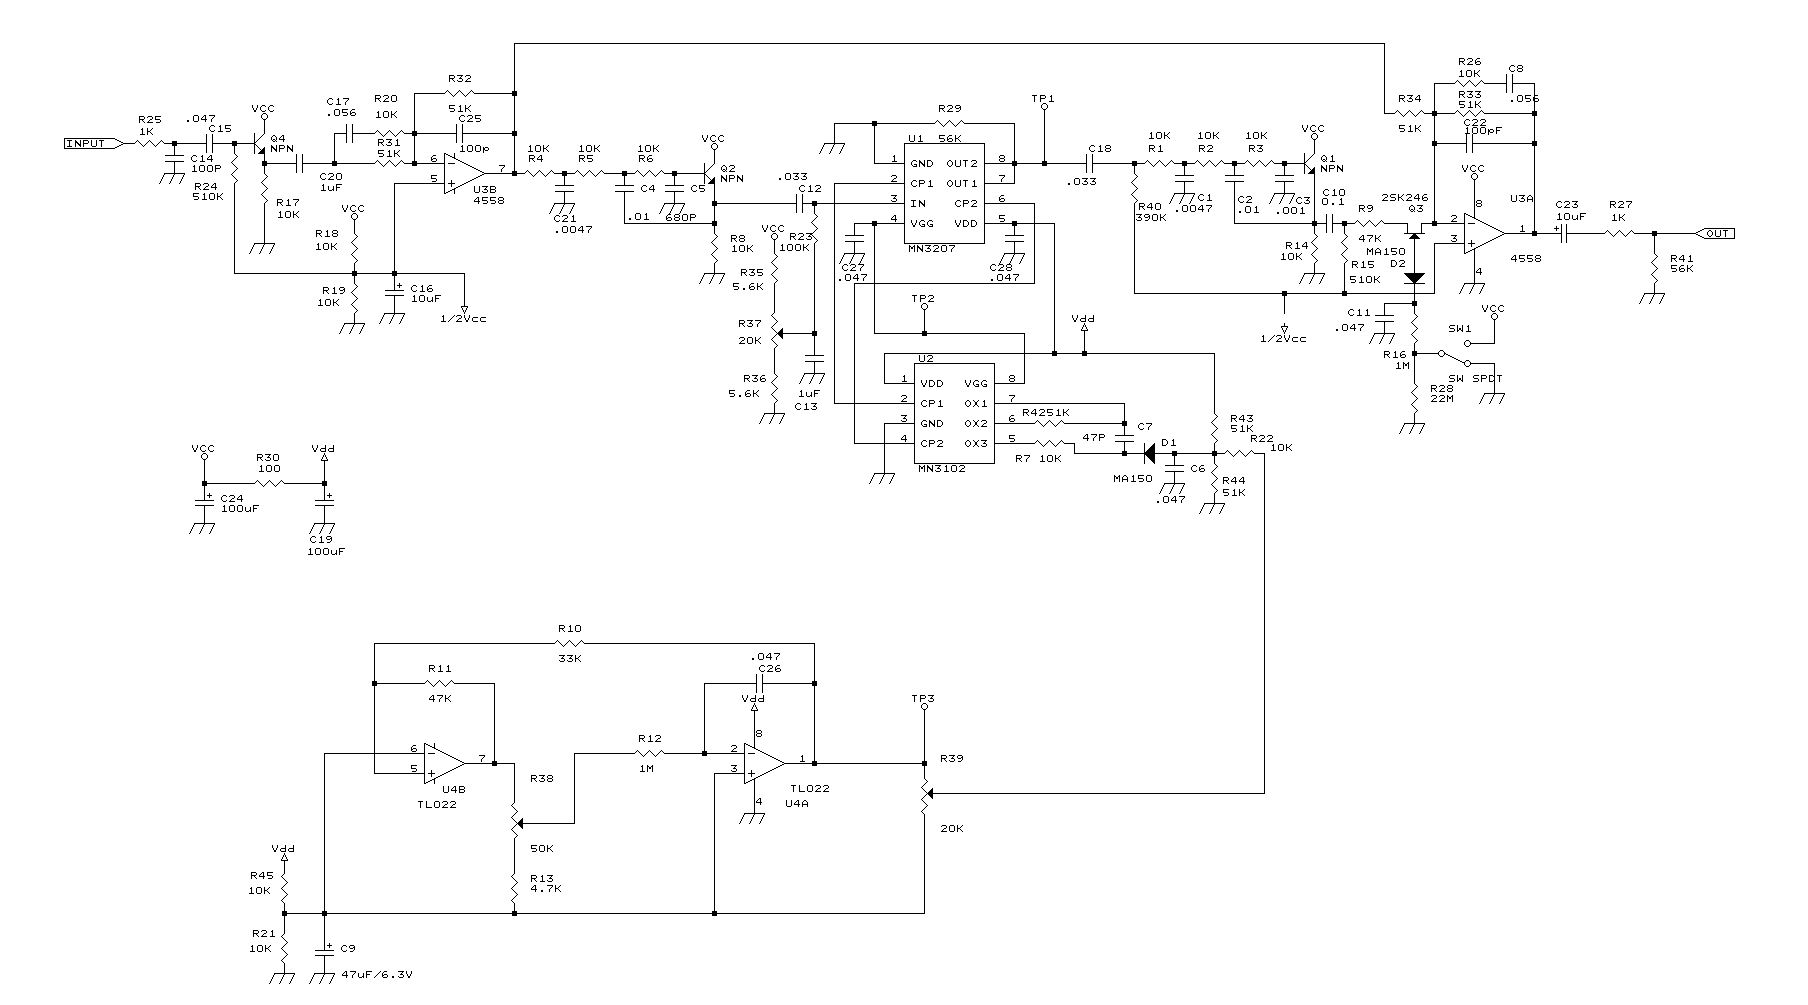 INPUT
R25
1K
.047
C15
C14
100P
R24
510K
VCC
Q4
NPN
R17
10K
C20
1uF
C17
.056
R20
10K
R31
51K
R32
51K
C25
100p
6
5
7
U3B
4558
VCC
R18
10K
R19
10K
C16
10uF
1/2Vcc
10K
R4
10K
R5
10K
R6
C21
.0047
C4
.01
C5
680P
VCC
Q2
NPN
R8
10K
.033
C12
R23
100K
VCC
R35
5.6K
R37
20K
R36
5.6K
1uF
C13
R29
56K
U1
1 GND OUT2 8
2 CP1 OUT1 7
3 IN CP2 6
4 VGG VDD 5
MN3207
C27
.047
C28
.047
TP1
C18
.033
R40
390K
10K
R1
10K
R2
10K
R3
C1
.0047
C2
.01
C3
.001
VCC
Q1
NPN
R14
10K
C10
0.1
R15
510K
R9
47K
2SK246
Q3
MA150
D2
1/2Vcc
C11
.047
R16
1M
R28
22M
SW1
SW SPDT
VCC
R34
51K
R26
10K
C8
.056
R33
51K
C22
100pF
VCC
8
2
3
1
4
U3A
4558
C23
10uF
R27
1K
OUT
R41
56K
TP2
Vdd
U2
1 VDD VGG 8
2 CP1 OX1 7
3 GND OX2 6
4 CP2 OX3 5
MN3102
R42 51K
R7 10K
C7
47P
D1
MA150
C6
.047
R43
51K
R22
10K
R44
51K
VCC
R30
100
Vdd
C24
100uF
C19
100uF
R10
33K
R11
47K
6
5
7
U4B
TL022
R38
50K
R13
4.7K
R12
1M
.047
C26
Vdd
8
2
3
1
4
TL022
U4A
TP3
R39
20K
Vdd
R45
10K
R21
10K
C9
47uF/6.3V